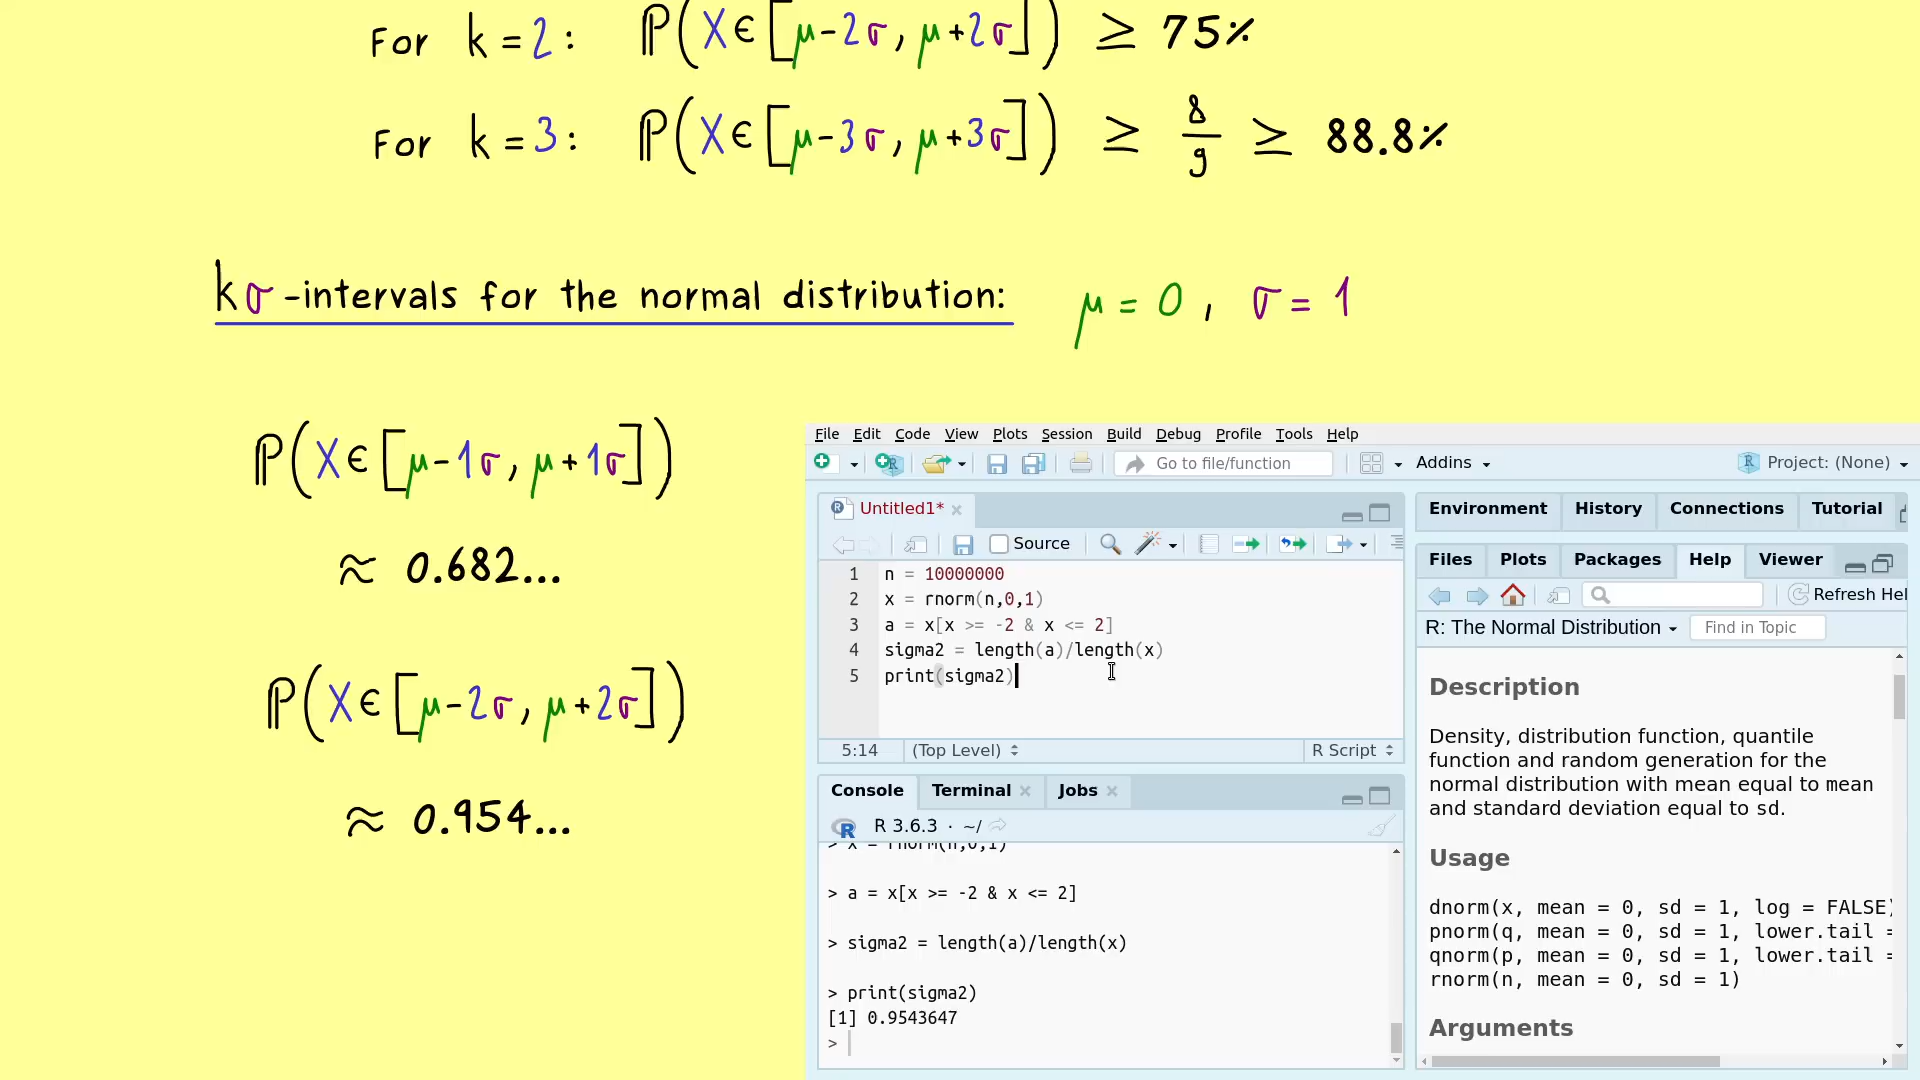 For k = 2 : ℙ(X∈[μ-2σ, μ+2σ]) ≥ 75%
For k = 3 : ℙ(X∈[μ-3σ, μ+3σ]) ≥ 8/9 ≥ 88.8%
kσ-intervals for the normal distribution: μ = 0 , σ = 1
ℙ(X∈[μ-1σ, μ+1σ])
≈ 0.682...
ℙ(X∈[μ-2σ, μ+2σ])
≈ 0.954...
File Edit Code View Plots Session Build Debug Profile Tools Help
Go to file/function Addins Project: (None)
Untitled1*
Source
1 n = 10000000
2 x = rnorm(n,0,1)
3 a = x[x >= -2 & x <= 2]
4 sigma2 = length(a)/length(x)
5 print(sigma2)
5:14 (Top Level) R Script
Console Terminal Jobs
R 3.6.3 · ~/
> x = rnorm(n,0,1)
> a = x[x >= -2 & x <= 2]
> sigma2 = length(a)/length(x)
> print(sigma2)
[1] 0.9543647
>
Environment History Connections Tutorial
Files Plots Packages Help Viewer
Refresh Hel
R: The Normal Distribution Find in Topic
Description
Density, distribution function, quantile
function and random generation for the
normal distribution with mean equal to mean
and standard deviation equal to sd.
Usage
dnorm(x, mean = 0, sd = 1, log = FALSE)
pnorm(q, mean = 0, sd = 1, lower.tail =
qnorm(p, mean = 0, sd = 1, lower.tail =
rnorm(n, mean = 0, sd = 1)
Arguments